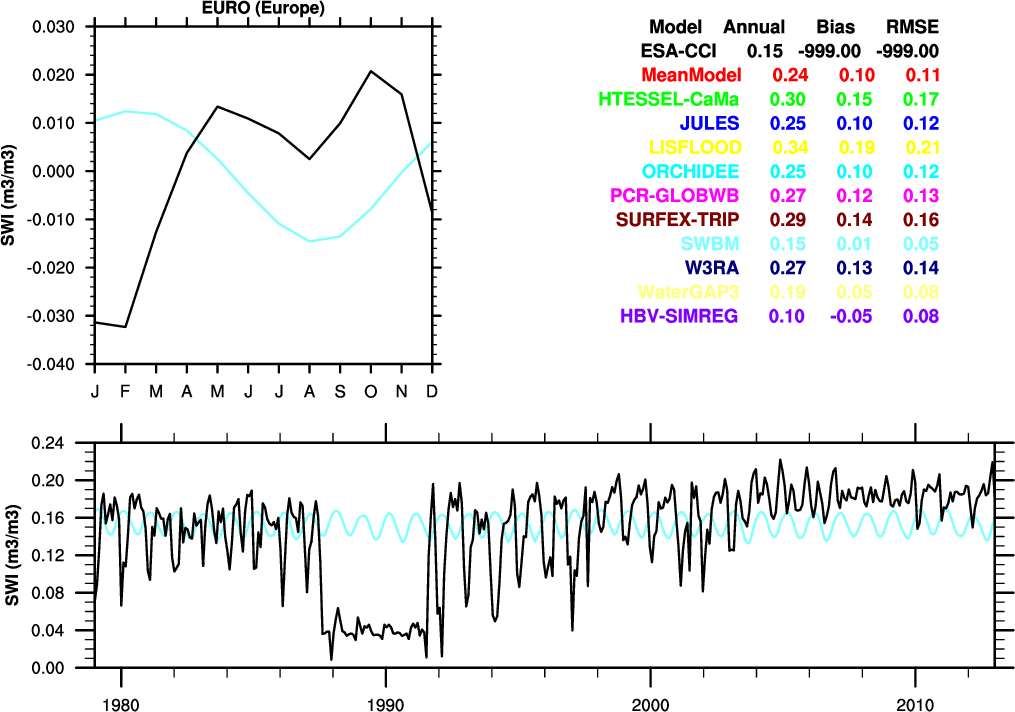 EURO (Europe)
0.030
0.020
0.010
0.000
-0.010
-0.020
-0.030
-0.040
SWI (m3/m3)
J F M A M J J A S O N D
Model Annual Bias RMSE
ESA-CCI 0.15 -999.00 -999.00
MeanModel 0.24 0.10 0.11
HTESSEL-CaMa 0.30 0.15 0.17
JULES 0.25 0.10 0.12
LISFLOOD 0.34 0.19 0.21
ORCHIDEE 0.25 0.10 0.12
PCR-GLOBWB 0.27 0.12 0.13
SURFEX-TRIP 0.29 0.14 0.16
SWBM 0.15 0.01 0.05
W3RA 0.27 0.13 0.14
WaterGAP3 0.19 0.05 0.08
HBV-SIMREG 0.10 -0.05 0.08
0.24
0.20
0.16
0.12
0.08
0.04
0.00
SWI (m3/m3)
1980 1990 2000 2010